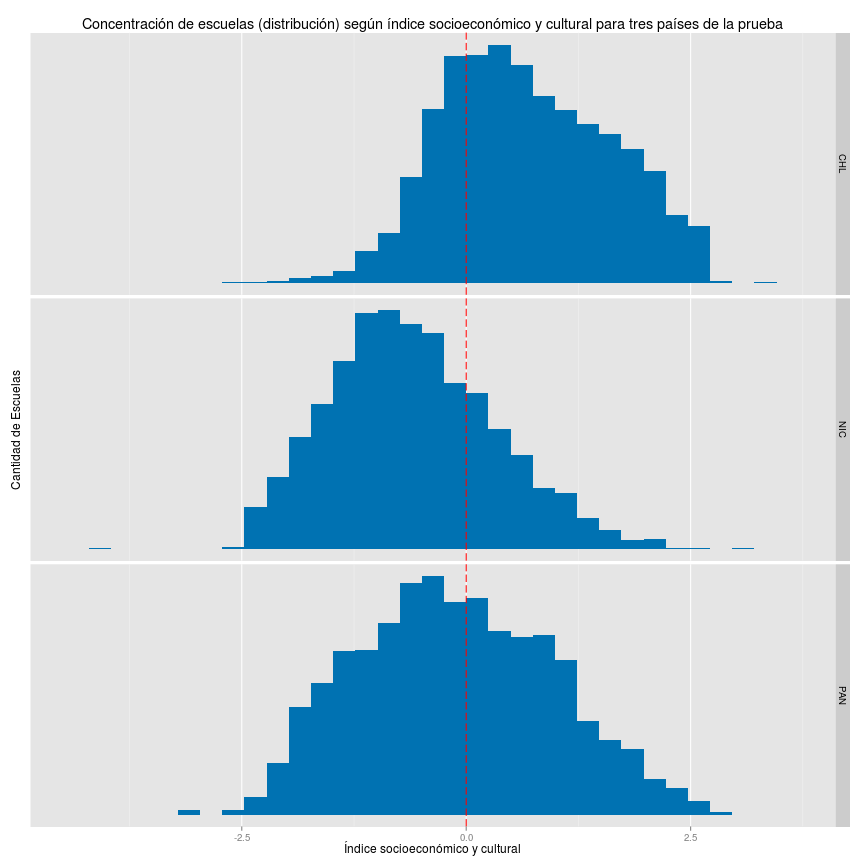 Concentración de escuelas (distribución) según índice socioeconómico y cultural para tres países de la prueba
CHL
NIC
PAN
Cantidad de Escuelas
-2.5
0.0
2.5
Índice socioeconómico y cultural